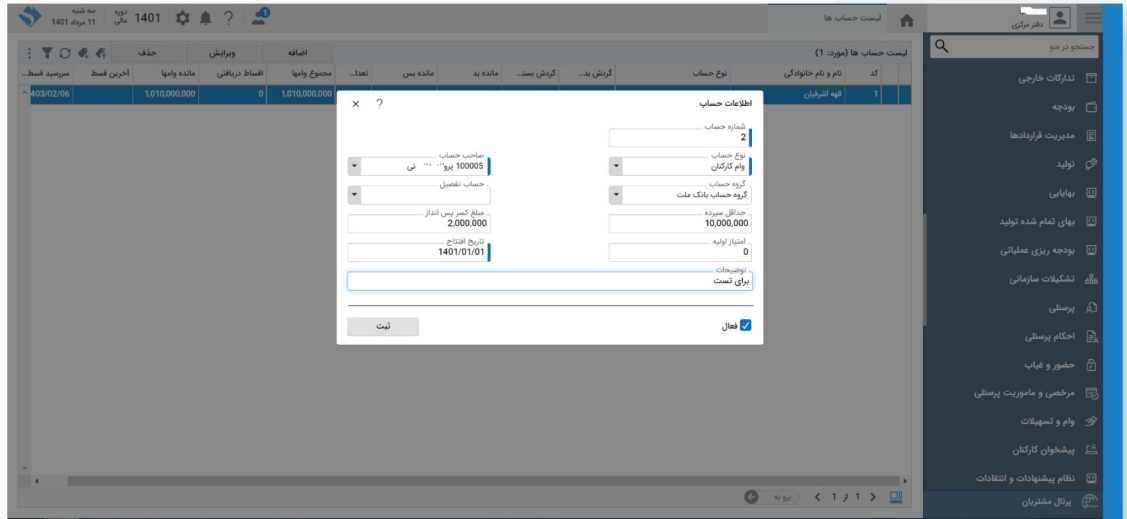 دفتر مرکزی
لیست حساب ها
1
?
1401
دوره مالی
سه شنبه
11 مرداد 1401
جستجو در منو
تدارکات خارجی
بودجه
مدیریت قراردادها
تولید
بهایابی
بهای تمام شده تولید
بودجه ریزی عملیاتی
تشکیلات سازمانی
پرسنلی
احکام پرسنلی
حضور و غیاب
مرخصی و ماموریت پرسنلی
وام و تسهیلات
پیشخوان کارکنان
نظام پیشنهادات و انتقادات
پرتال مشتریان
لیست حساب ها (مورد: 1)
اضافه
ویرایش
حذف
کد نام و نام خانوادگی نوع حساب گردش بد... گردش بست... مانده بد مانده بس تعدا... مجموع وامها اقساط دریافتی مانده وامها آخرین قسط سررسید قسط...
1 الهه اشرفیان 1,010,000,000 0 1,010,000,000 403/02/06
اطلاعات حساب
? ×
شماره حساب
2
نوع حساب
وام کارکنان
صاحب حساب
100005
گروه حساب
گروه حساب بانک ملت
حساب تفصیل
حداقل سپرده
10,000,000
مبلغ کسر پس انداز
2,000,000
امتیاز اولیه
0
تاریخ افتتاح
1401/01/01
توضیحات
برای تست
فعال
ثبت
1 از 1
برو به